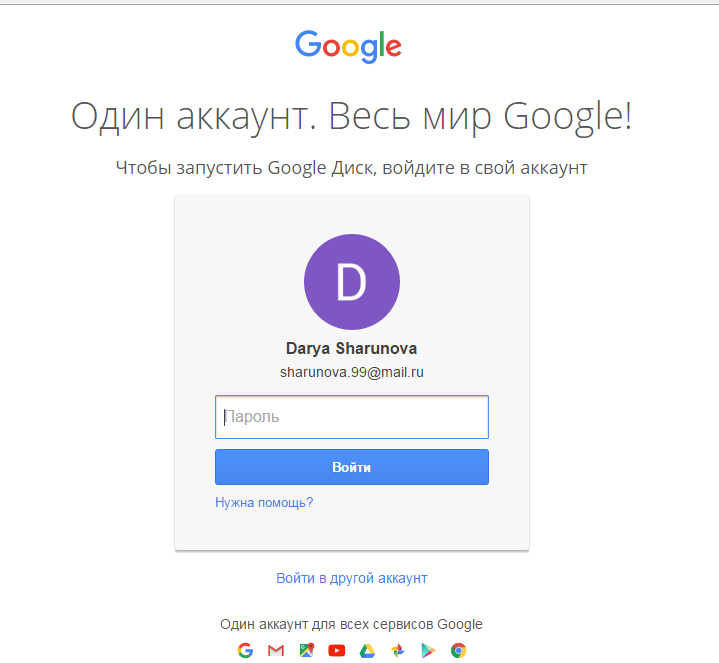 Google
Один аккаунт. Весь мир Google!
Чтобы запустить Google Диск, войдите в свой аккаунт
D
Darya Sharunova
sharunova.99@mail.ru
Пароль
Войти
Нужна помощь?
Войти в другой аккаунт
Один аккаунт для всех сервисов Google
G